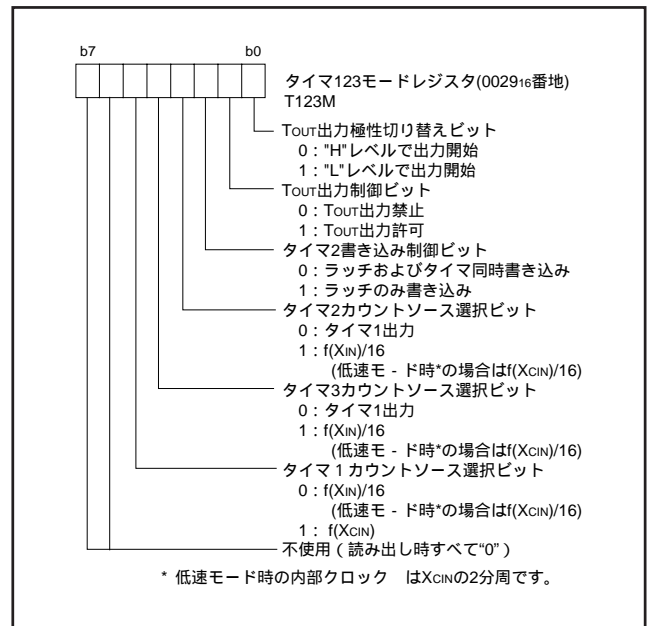 b7 b0
タイマ123モードレジスタ(0029₁₆番地)
T123M
TOUT出力極性切り替えビット
0："H"レベルで出力開始
1："L"レベルで出力開始
TOUT出力制御ビット
0：TOUT出力禁止
1：TOUT出力許可
タイマ2書き込み制御ビット
0：ラッチおよびタイマ同時書き込み
1：ラッチのみ書き込み
タイマ2カウントソース選択ビット
0：タイマ1出力
1：f(XIN)/16
(低速モ - ド時*の場合はf(XCIN)/16)
タイマ3カウントソース選択ビット
0：タイマ1出力
1：f(XIN)/16
(低速モ - ド時*の場合はf(XCIN)/16)
タイマ１カウントソース選択ビット
0：f(XIN)/16
(低速モ - ド時*の場合はf(XCIN)/16)
1： f(XCIN)
不使用（読み出し時すべて“0”）
* 低速モード時の内部クロック　はXCINの2分周です。